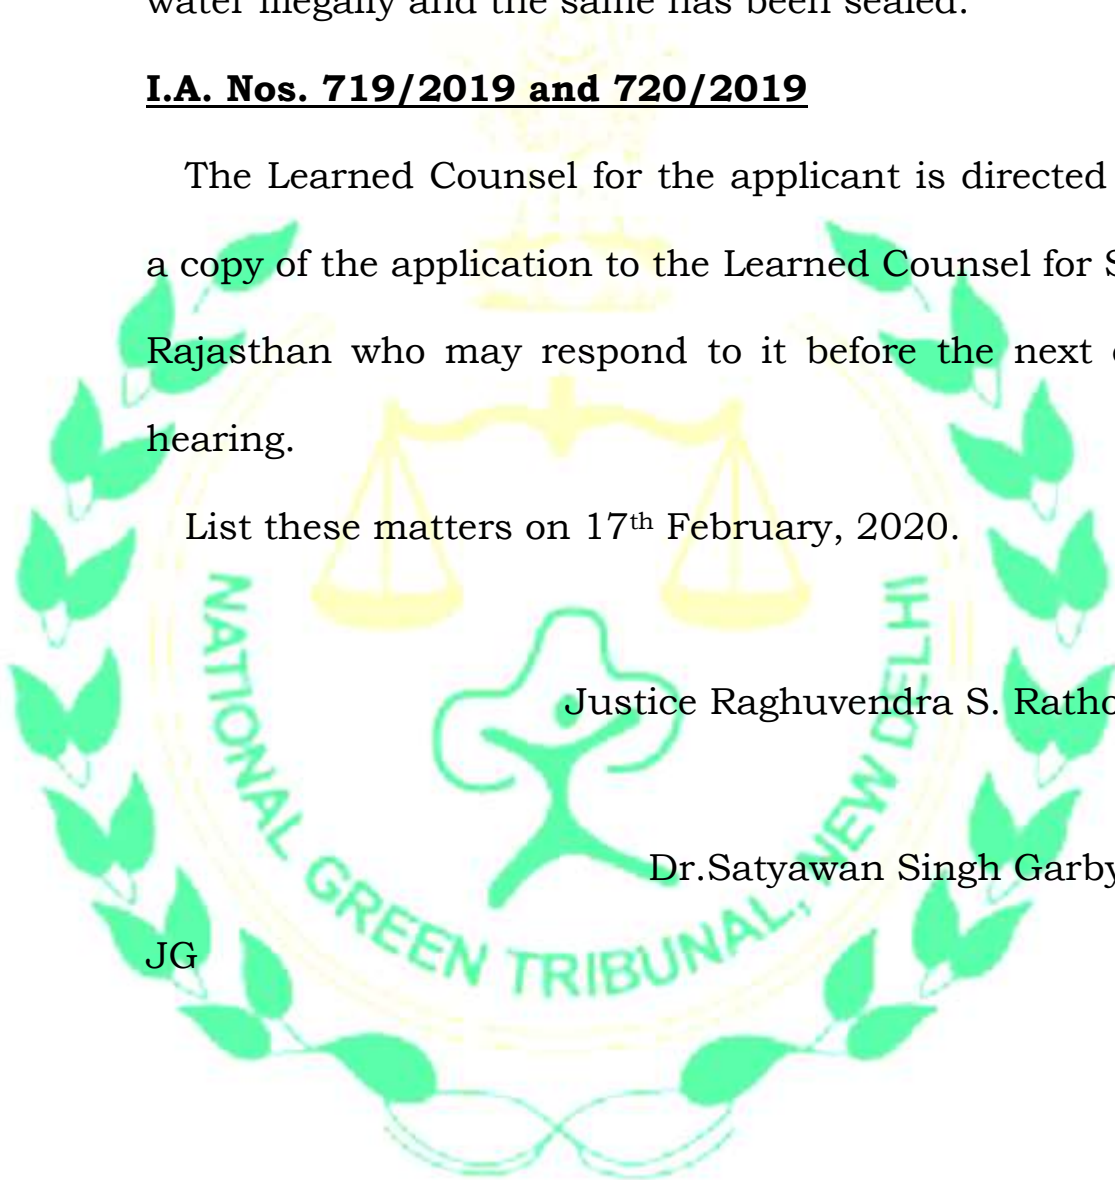 water illegally and the same has been sealed.
I.A. Nos. 719/2019 and 720/2019
The Learned Counsel for the applicant is directed
a copy of the application to the Learned Counsel for S
Rajasthan who may respond to it before the next
hearing.
List these matters on 17th February, 2020.
Justice Raghuvendra S. Ratho
Dr.Satyawan Singh Garby
JG
NATIONAL GREEN TRIBUNAL, NEW DELHI